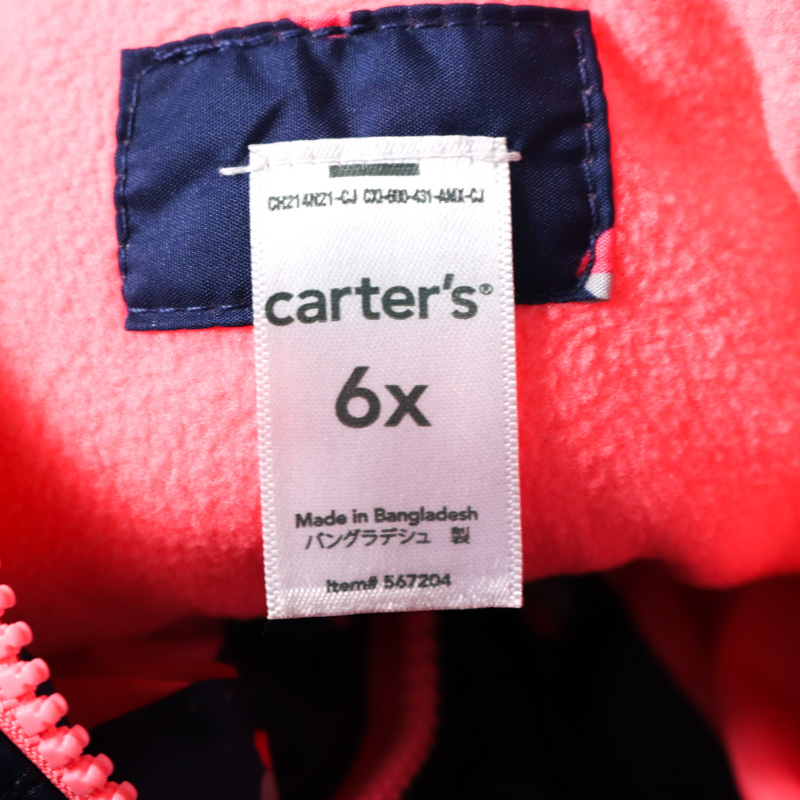 CH214N21-CJ CXJ-600-431-AMX-CJ
carter's®
6x
Made in Bangladesh
バングラデシュ 製
Item# 567204